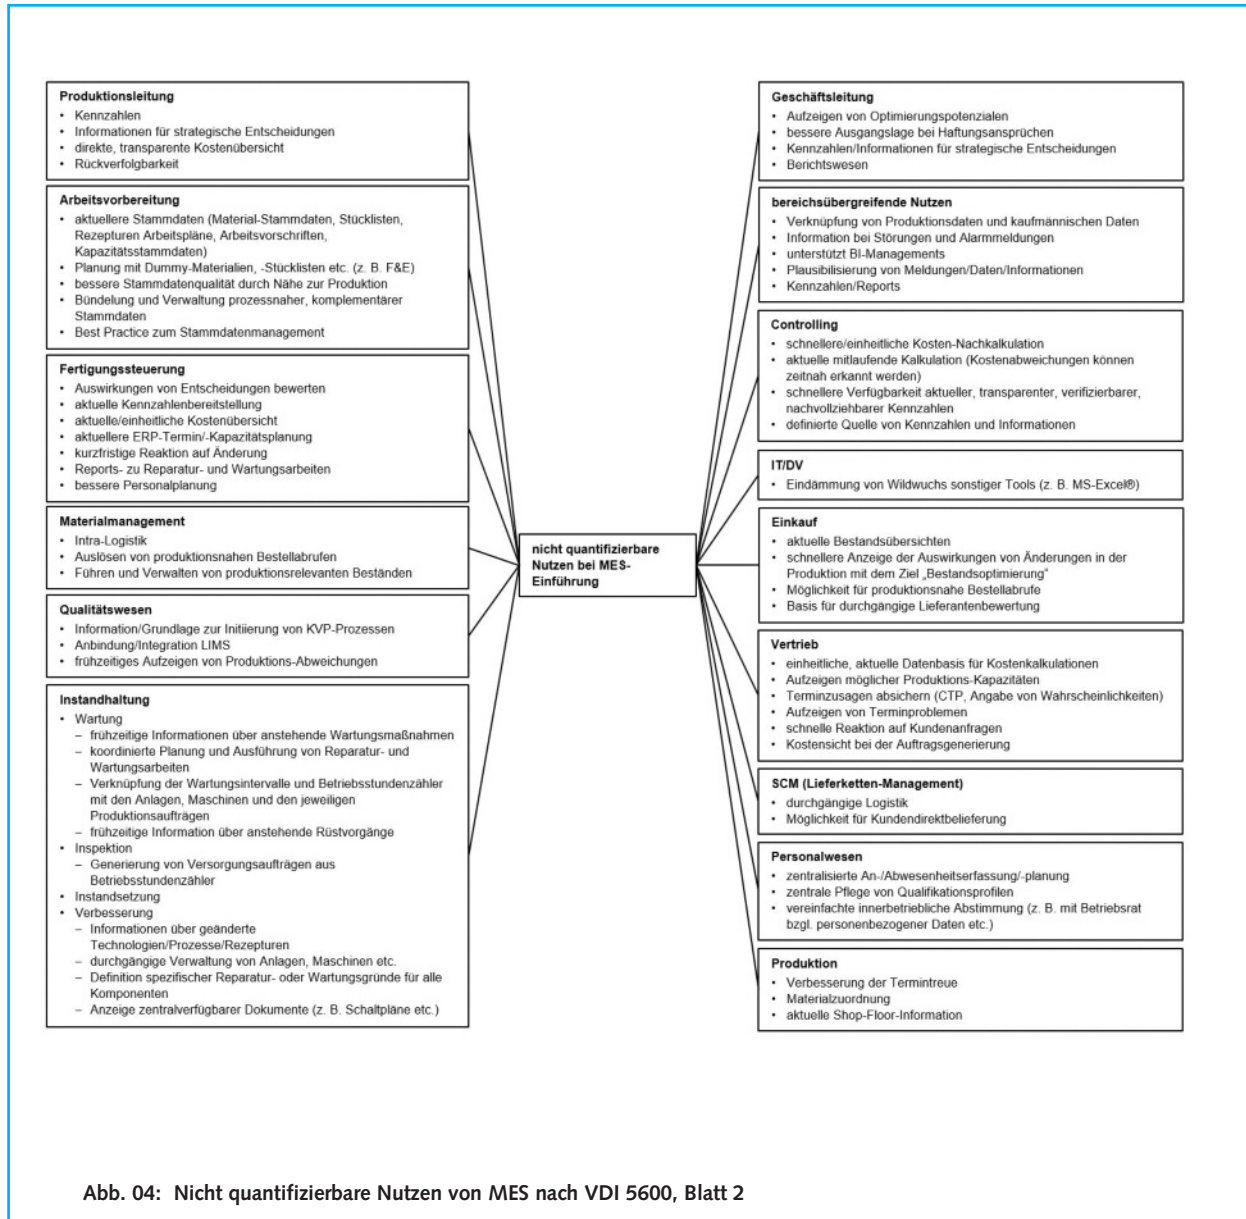 Produktionsleitung
• Kennzahlen
• Informationen für strategische Entscheidungen
• direkte, transparente Kostenübersicht
• Rückverfolgbarkeit
Arbeitsvorbereitung
• aktuellere Stammdaten (Material-Stammdaten, Stücklisten,
Rezepturen Arbeitspläne, Arbeitsvorschriften,
Kapazitätsstammdaten)
• Planung mit Dummy-Materialien, -Stücklisten etc. (z. B. F&E)
• bessere Stammdatenqualität durch Nähe zur Produktion
• Bündelung und Verwaltung prozessnaher, komplementärer
Stammdaten
• Best Practice zum Stammdatenmanagement
Fertigungssteuerung
• Auswirkungen von Entscheidungen bewerten
• aktuelle Kennzahlenbereitstellung
• aktuelle/einheitliche Kostenübersicht
• aktuellere ERP-Termin/-Kapazitätsplanung
• kurzfristige Reaktion auf Änderung
• Reports- zu Reparatur- und Wartungsarbeiten
• bessere Personalplanung
Materialmanagement
• Intra-Logistik
• Auslösen von produktionsnahen Bestellabrufen
• Führen und Verwalten von produktionsrelevanten Beständen
Qualitätswesen
• Information/Grundlage zur Initiierung von KVP-Prozessen
• Anbindung/Integration LIMS
• frühzeitiges Aufzeigen von Produktions-Abweichungen
Instandhaltung
• Wartung
– frühzeitige Informationen über anstehende Wartungsmaßnahmen
– koordinierte Planung und Ausführung von Reparatur- und
Wartungsarbeiten
– Verknüpfung der Wartungsintervalle und Betriebsstundenzähler
mit den Anlagen, Maschinen und den jeweiligen
Produktionsaufträgen
– frühzeitige Information über anstehende Rüstvorgänge
• Inspektion
– Generierung von Versorgungsaufträgen aus
Betriebsstundenzähler
• Instandsetzung
• Verbesserung
– Informationen über geänderte
Technologien/Prozesse/Rezepturen
– durchgängige Verwaltung von Anlagen, Maschinen etc.
– Definition spezifischer Reparatur- oder Wartungsgründe für alle
Komponenten
– Anzeige zentralverfügbarer Dokumente (z. B. Schaltpläne etc.)
nicht quantifizierbare
Nutzen bei MES-
Einführung
Geschäftsleitung
• Aufzeigen von Optimierungspotenzialen
• bessere Ausgangslage bei Haftungsansprüchen
• Kennzahlen/Informationen für strategische Entscheidungen
• Berichtswesen
bereichsübergreifende Nutzen
• Verknüpfung von Produktionsdaten und kaufmännischen Daten
• Information bei Störungen und Alarmmeldungen
• unterstützt BI-Managements
• Plausibilisierung von Meldungen/Daten/Informationen
• Kennzahlen/Reports
Controlling
• schnellere/einheitliche Kosten-Nachkalkulation
• aktuelle mitlaufende Kalkulation (Kostenabweichungen können
zeitnah erkannt werden)
• schnellere Verfügbarkeit aktueller, transparenter, verifizierbarer,
nachvollziehbarer Kennzahlen
• definierte Quelle von Kennzahlen und Informationen
IT/DV
• Eindämmung von Wildwuchs sonstiger Tools (z. B. MS-Excel®)
Einkauf
• aktuelle Bestandsübersichten
• schnellere Anzeige der Auswirkungen von Änderungen in der
Produktion mit dem Ziel „Bestandsoptimierung“
• Möglichkeit für produktionsnahe Bestellabrufe
• Basis für durchgängige Lieferantenbewertung
Vertrieb
• einheitliche, aktuelle Datenbasis für Kostenkalkulationen
• Aufzeigen möglicher Produktions-Kapazitäten
• Terminzusagen absichern (CTP, Angabe von Wahrscheinlichkeiten)
• Aufzeigen von Terminproblemen
• schnelle Reaktion auf Kundenanfragen
• Kostensicht bei der Auftragsgenerierung
SCM (Lieferketten-Management)
• durchgängige Logistik
• Möglichkeit für Kundendirektbelieferung
Personalwesen
• zentralisierte An-/Abwesenheitserfassung/-planung
• zentrale Pflege von Qualifikationsprofilen
• vereinfachte innerbetriebliche Abstimmung (z. B. mit Betriebsrat
bzgl. personenbezogener Daten etc.)
Produktion
• Verbesserung der Termintreue
• Materialzuordnung
• aktuelle Shop-Floor-Information
Abb. 04: Nicht quantifizierbare Nutzen von MES nach VDI 5600, Blatt 2